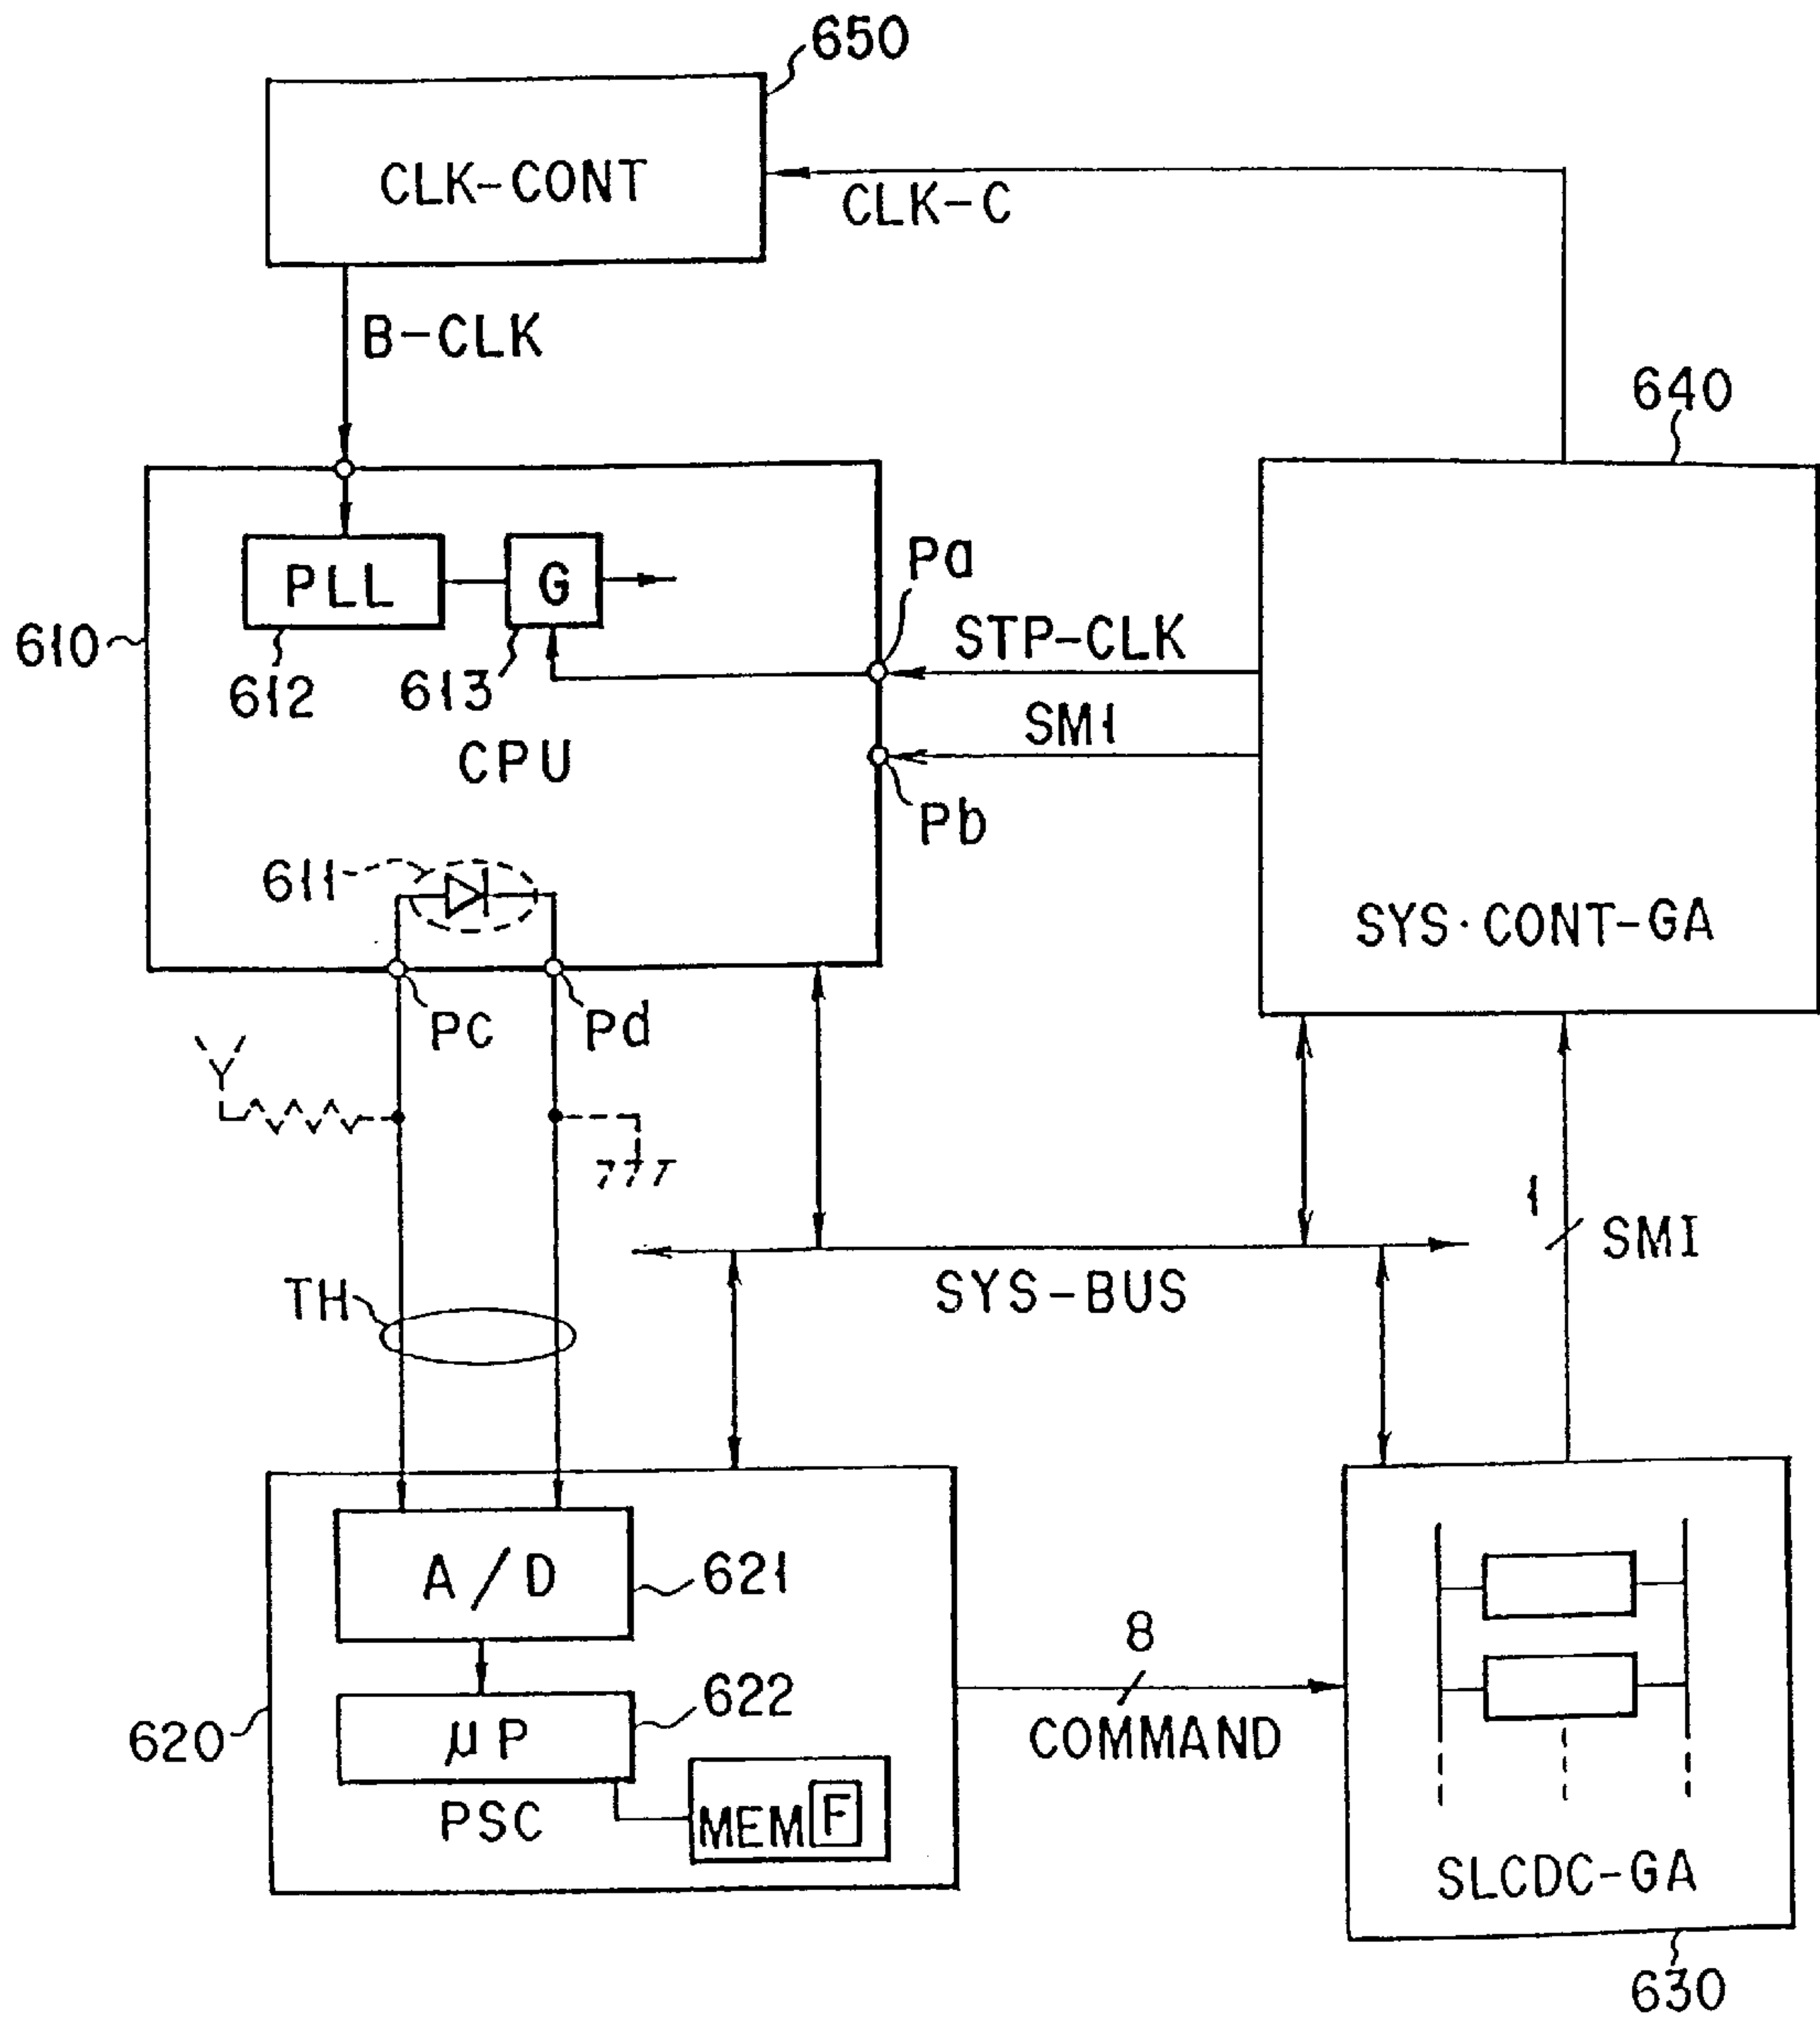 650
CLK-CONT
CLK-C
B-CLK
640
PLL
G
Pa
610
STP-CLK
612
613
SMI
CPU
Pb
611
SYS·CONT-GA
Pc
Pd
1
SMI
TH
SYS-BUS
A/D
621
8
622
μP
620
COMMAND
MEM
F
PSC
SLCDC-GA
630